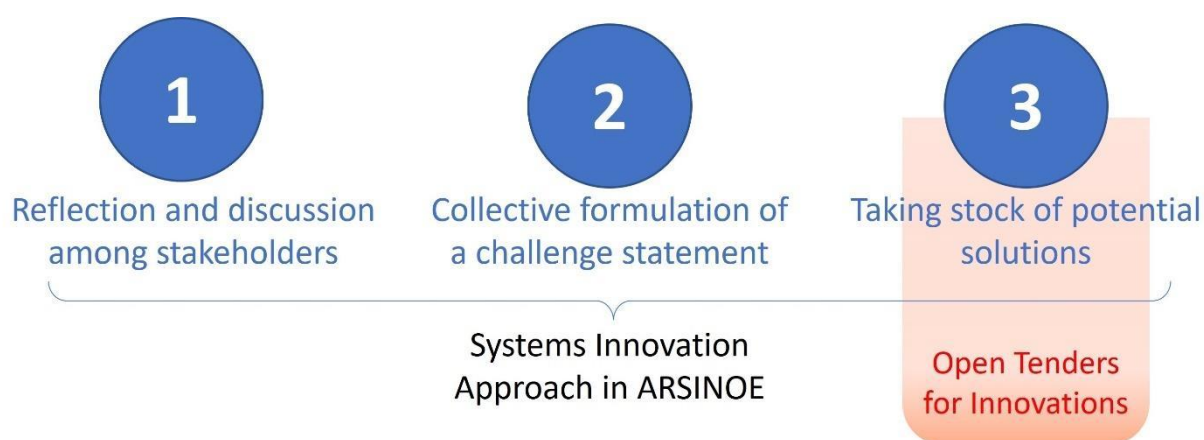 1
Reflection and discussion
among stakeholders
2
Collective formulation of
a challenge statement
3
Taking stock of potential
solutions
Systems Innovation
Approach in ARSINOE
Open Tenders
for Innovations